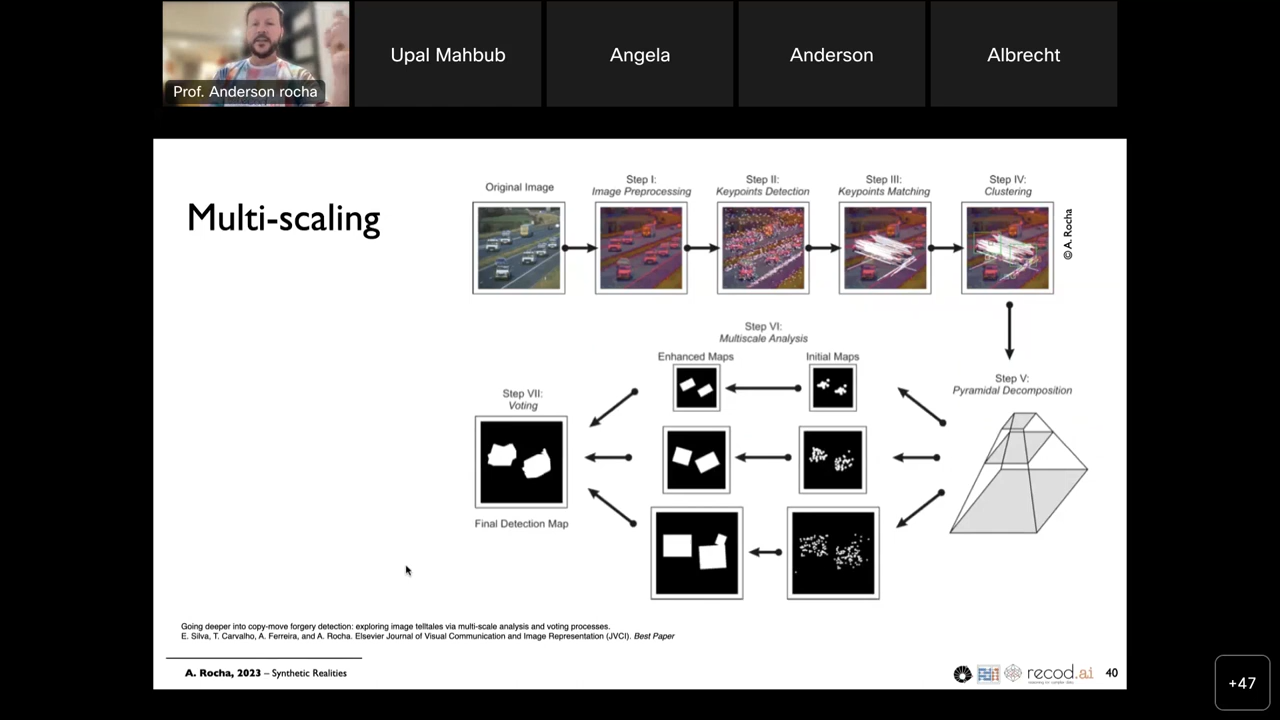 Prof. Anderson rocha
Upal Mahbub
Angela
Anderson
Albrecht
Multi-scaling
Original Image
Step I:
Image Preprocessing
Step II:
Keypoints Detection
Step III:
Keypoints Matching
Step IV:
Clustering
© A. Rocha
Step VI:
Multiscale Analysis
Enhanced Maps
Initial Maps
Step V:
Pyramidal Decomposition
Step VII:
Voting
Final Detection Map
Going deeper into copy-move forgery detection: exploring image telltales via multi-scale analysis and voting processes.
E. Silva, T. Carvalho, A. Ferreira, and A. Rocha. Elsevier Journal of Visual Communication and Image Representation (JVCI). Best Paper
A. Rocha, 2023 – Synthetic Realities
recod.ai
40
+47